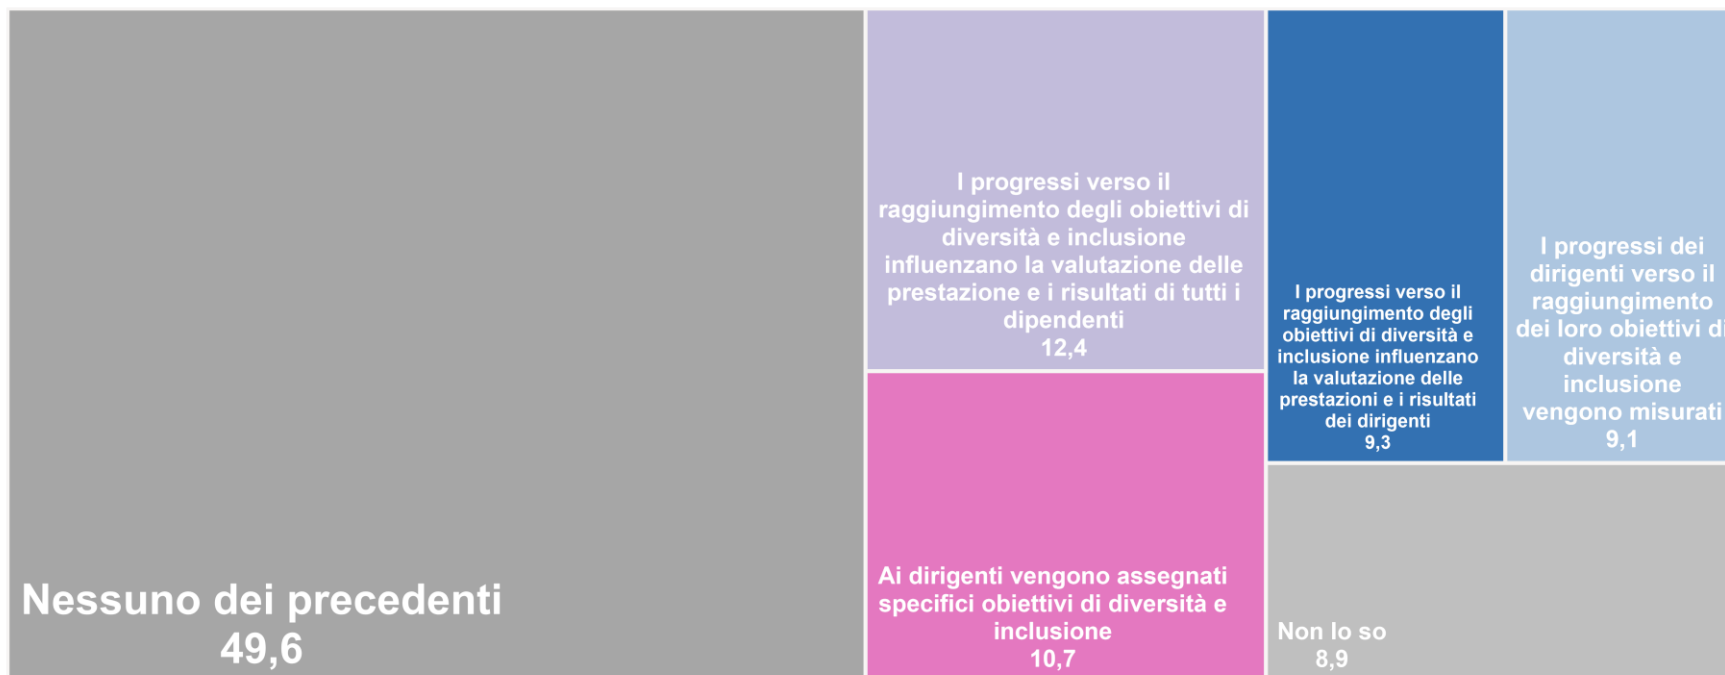 Nessuno dei precedenti
49,6
I progressi verso il
raggiungimento degli obiettivi di
diversità e inclusione
influenzano la valutazione delle
prestazione e i risultati di tutti i
dipendenti
12,4
Ai dirigenti vengono assegnati
specifici obiettivi di diversità e
inclusione
10,7
I progressi verso il
raggiungimento degli
obiettivi di diversità e
inclusione influenzano
la valutazione delle
prestazioni e i risultati
dei dirigenti
9,3
I progressi dei
dirigenti verso il
raggiungimento
dei loro obiettivi di
diversità e
inclusione
vengono misurati
9,1
Non lo so
8,9